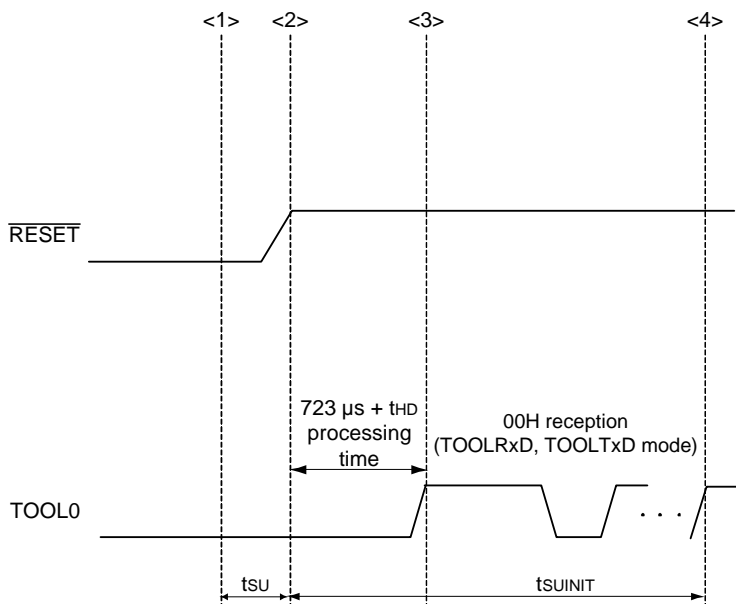 <1> <2> <3> <4>
RESET
723 µs + tHD
processing
time
00H reception
(TOOLRxD, TOOLTxD mode)
TOOL0
. . .
tSU
tSUINIT